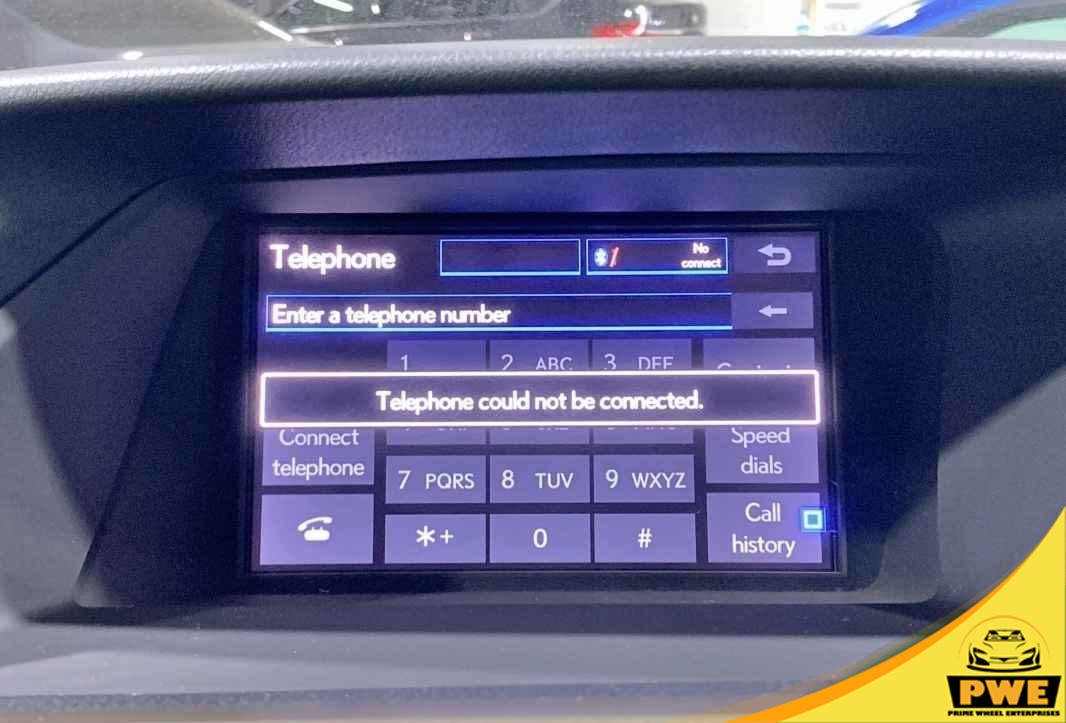 Telephone
No
connect
Enter a telephone number
1
2 ABC
3 DEF
Telephone could not be connected.
Connect
telephone
Speed
dials
7 PQRS
8 TUV
9 WXYZ
Call
history
*+
0
#
PWE
PRIME WHEEL ENTERPRISES